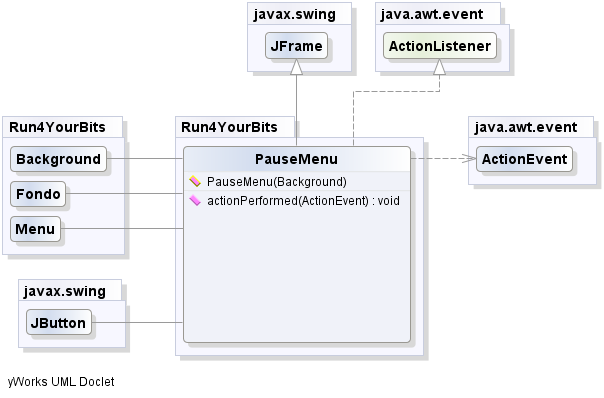 javax.swing
JFrame
java.awt.event
ActionListener
Run4YourBits
Background
Fondo
Menu
Run4YourBits
PauseMenu
PauseMenu(Background)
actionPerformed(ActionEvent) : void
java.awt.event
ActionEvent
javax.swing
JButton
yWorks UML Doclet